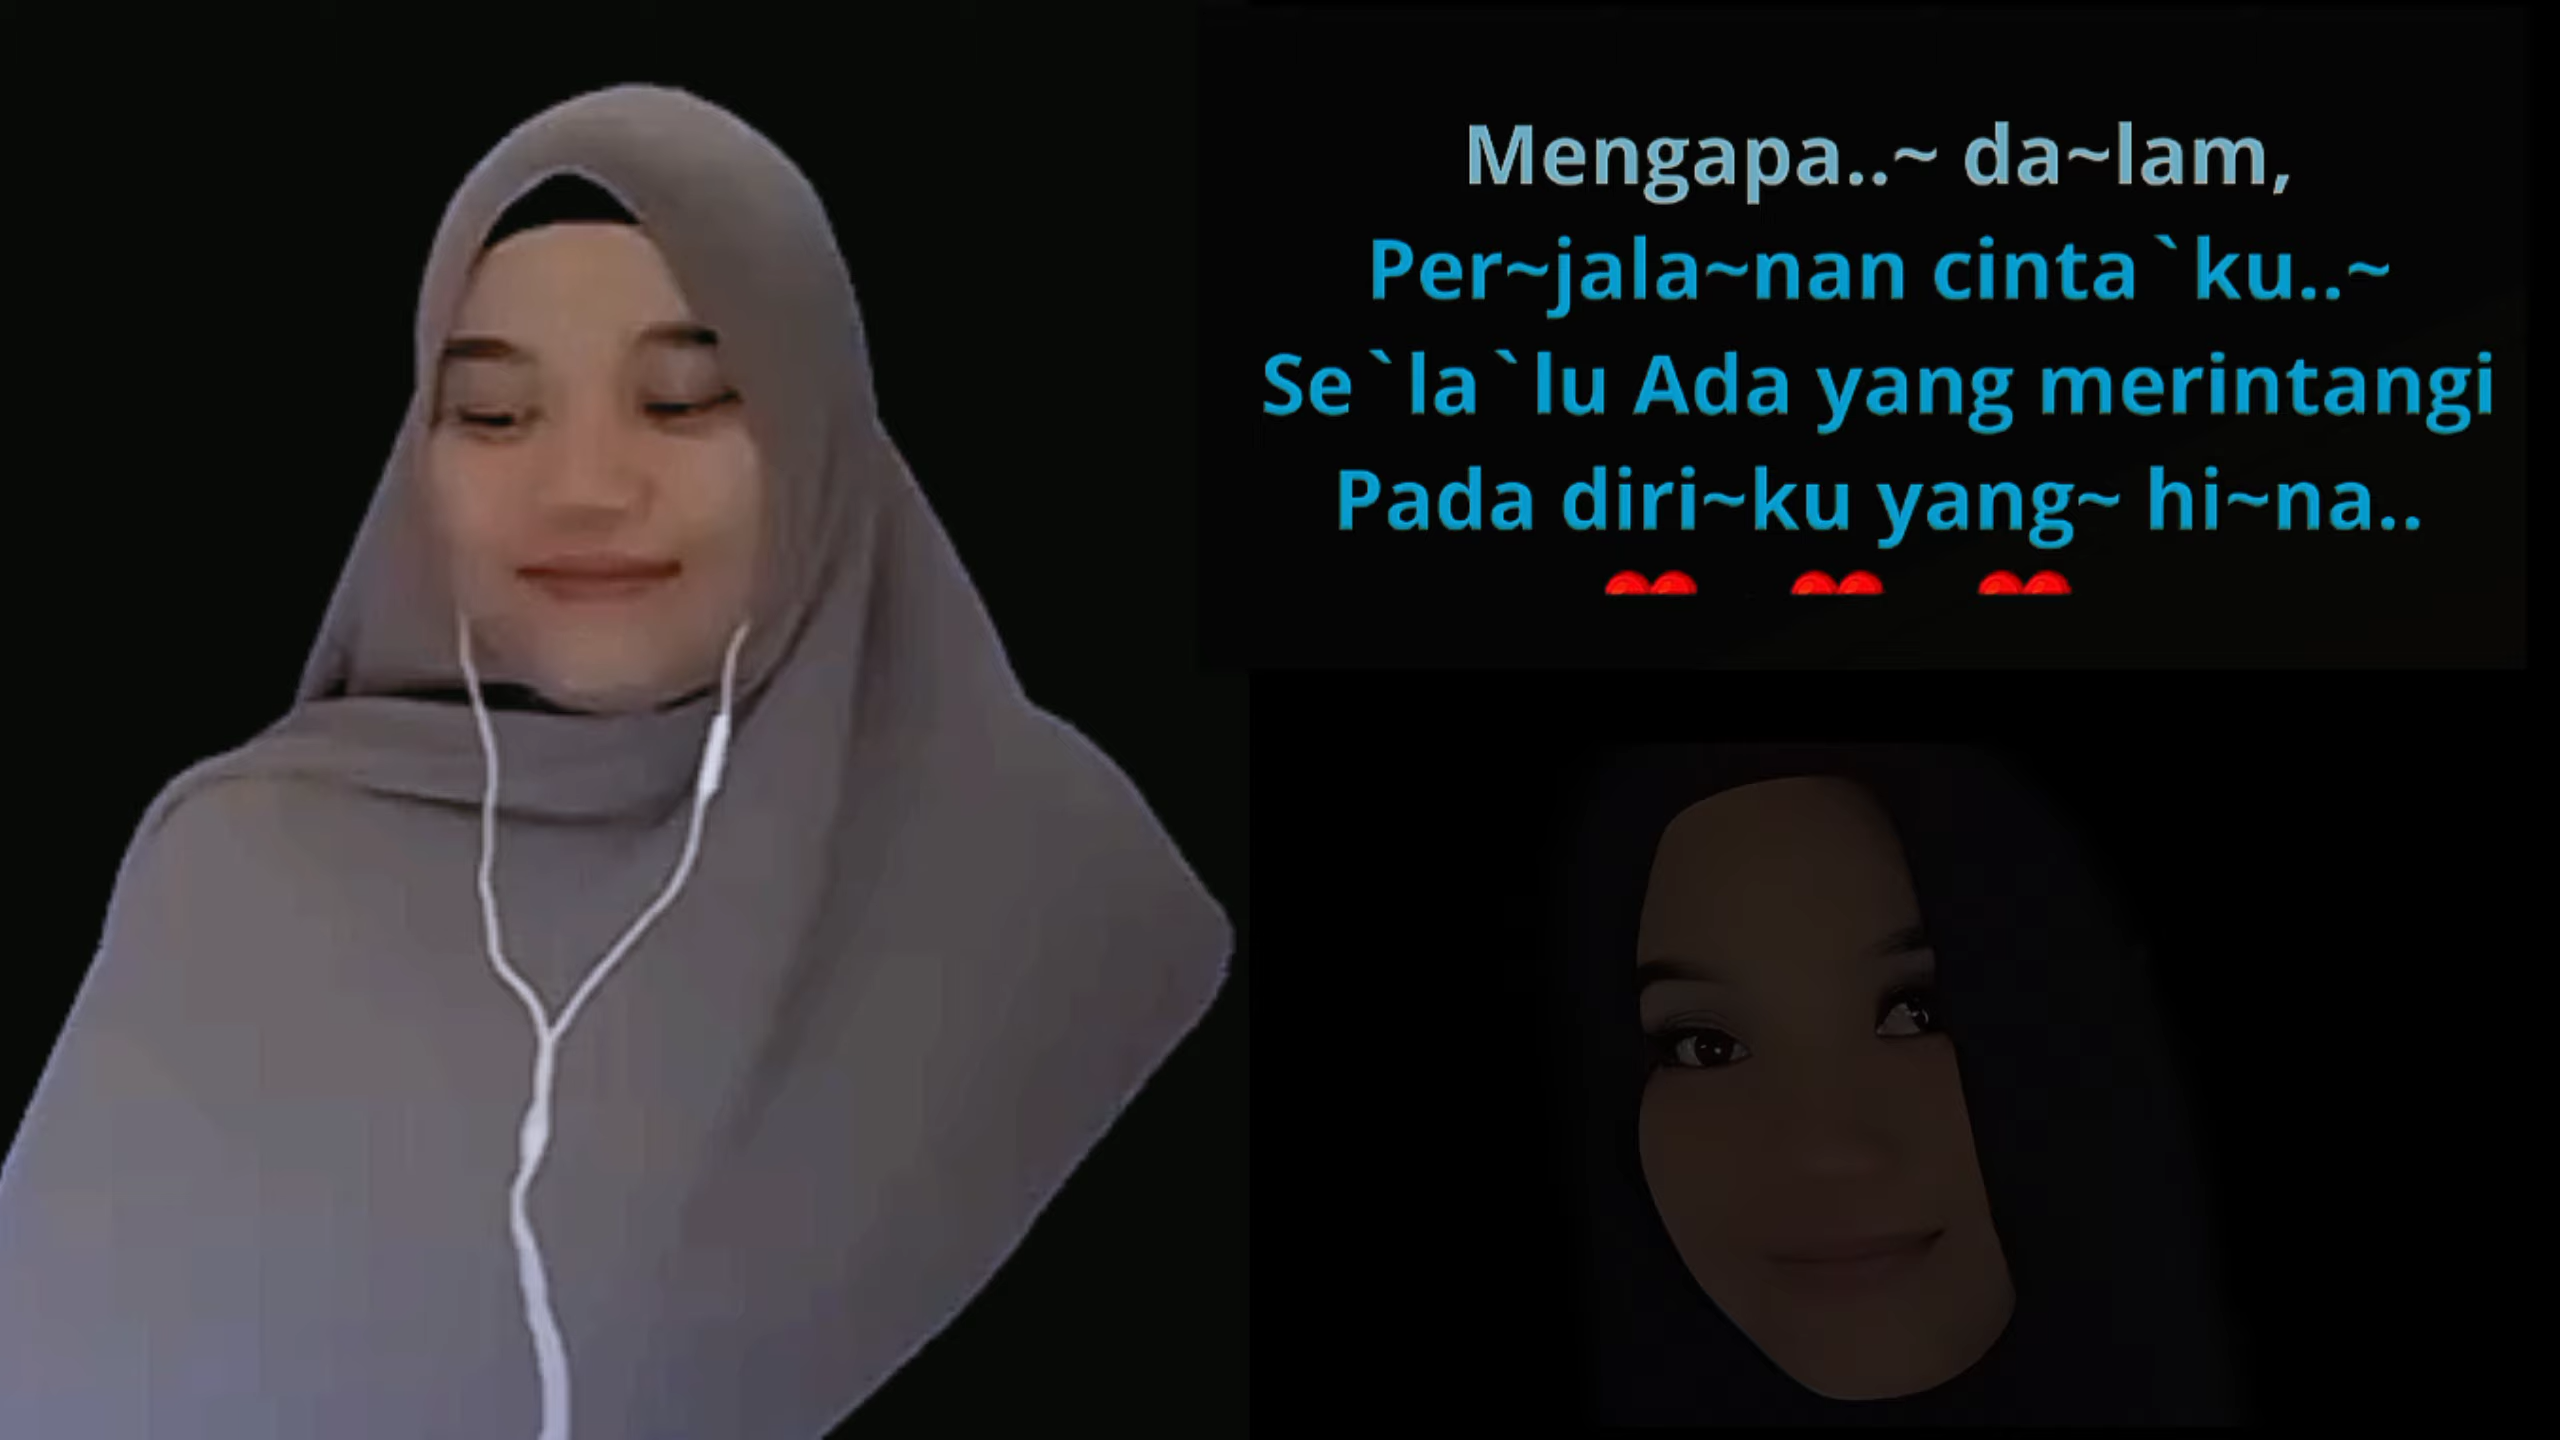 Mengapa..~ da~lam,
Per~jala~nan cinta`ku..~
Se`la`lu Ada yang merintangi
Pada diri~ku yang~ hi~na..